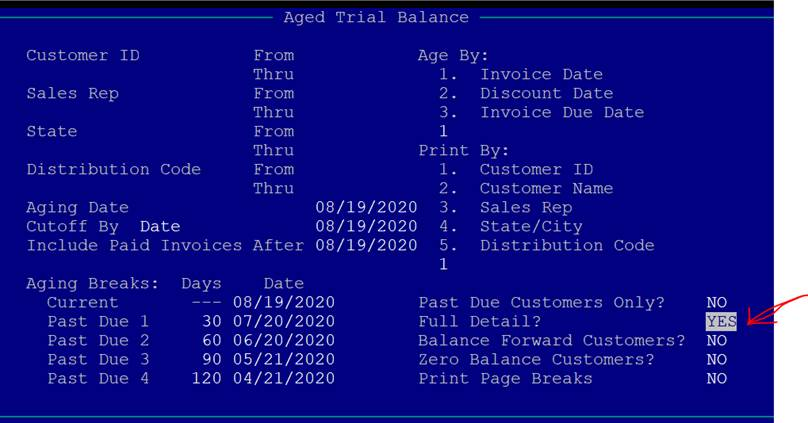 Aged Trial Balance
Customer ID From Age By:
Thru 1. Invoice Date
Sales Rep From 2. Discount Date
Thru 3. Invoice Due Date
State From 1
Thru Print By:
Distribution Code From 1. Customer ID
Thru 2. Customer Name
Aging Date 08/19/2020 3. Sales Rep
Cutoff By Date 08/19/2020 4. State/City
Include Paid Invoices After 08/19/2020 5. Distribution Code
1
Aging Breaks: Days Date
Current --- 08/19/2020 Past Due Customers Only? NO
Past Due 1 30 07/20/2020 Full Detail? YES
Past Due 2 60 06/20/2020 Balance Forward Customers? NO
Past Due 3 90 05/21/2020 Zero Balance Customers? NO
Past Due 4 120 04/21/2020 Print Page Breaks NO